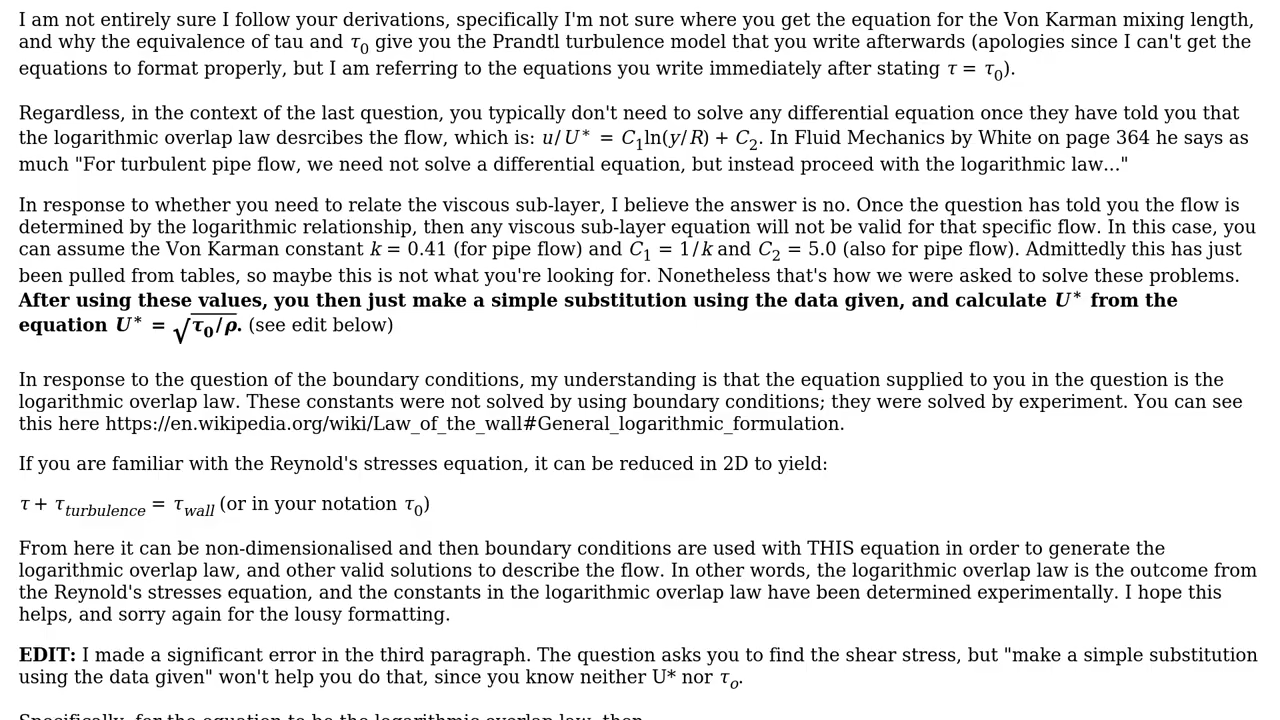 I am not entirely sure I follow your derivations, specifically I'm not sure where you get the equation for the Von Karman mixing length,
and why the equivalence of tau and τ0 give you the Prandtl turbulence model that you write afterwards (apologies since I can't get the
equations to format properly, but I am referring to the equations you write immediately after stating τ = τ0).
Regardless, in the context of the last question, you typically don't need to solve any differential equation once they have told you that
the logarithmic overlap law desrcibes the flow, which is: u/U* = C1ln(y/R) + C2. In Fluid Mechanics by White on page 364 he says as
much "For turbulent pipe flow, we need not solve a differential equation, but instead proceed with the logarithmic law..."
In response to whether you need to relate the viscous sub-layer, I believe the answer is no. Once the question has told you the flow is
determined by the logarithmic relationship, then any viscous sub-layer equation will not be valid for that specific flow. In this case, you
can assume the Von Karman constant k = 0.41 (for pipe flow) and C1 = 1/k and C2 = 5.0 (also for pipe flow). Admittedly this has just
been pulled from tables, so maybe this is not what you're looking for. Nonetheless that's how we were asked to solve these problems.
After using these values, you then just make a simple substitution using the data given, and calculate U* from the
equation U* = √τ0/ρ. (see edit below)
In response to the question of the boundary conditions, my understanding is that the equation supplied to you in the question is the
logarithmic overlap law. These constants were not solved by using boundary conditions; they were solved by experiment. You can see
this here https://en.wikipedia.org/wiki/Law_of_the_wall#General_logarithmic_formulation.
If you are familiar with the Reynold's stresses equation, it can be reduced in 2D to yield:
τ + τturbulence = τwall (or in your notation τ0)
From here it can be non-dimensionalised and then boundary conditions are used with THIS equation in order to generate the
logarithmic overlap law, and other valid solutions to describe the flow. In other words, the logarithmic overlap law is the outcome from
the Reynold's stresses equation, and the constants in the logarithmic overlap law have been determined experimentally. I hope this
helps, and sorry again for the lousy formatting.
EDIT: I made a significant error in the third paragraph. The question asks you to find the shear stress, but "make a simple substitution
using the data given" won't help you do that, since you know neither U* nor τo.
Specifically, for the equation to be the logarithmic overlap law, then